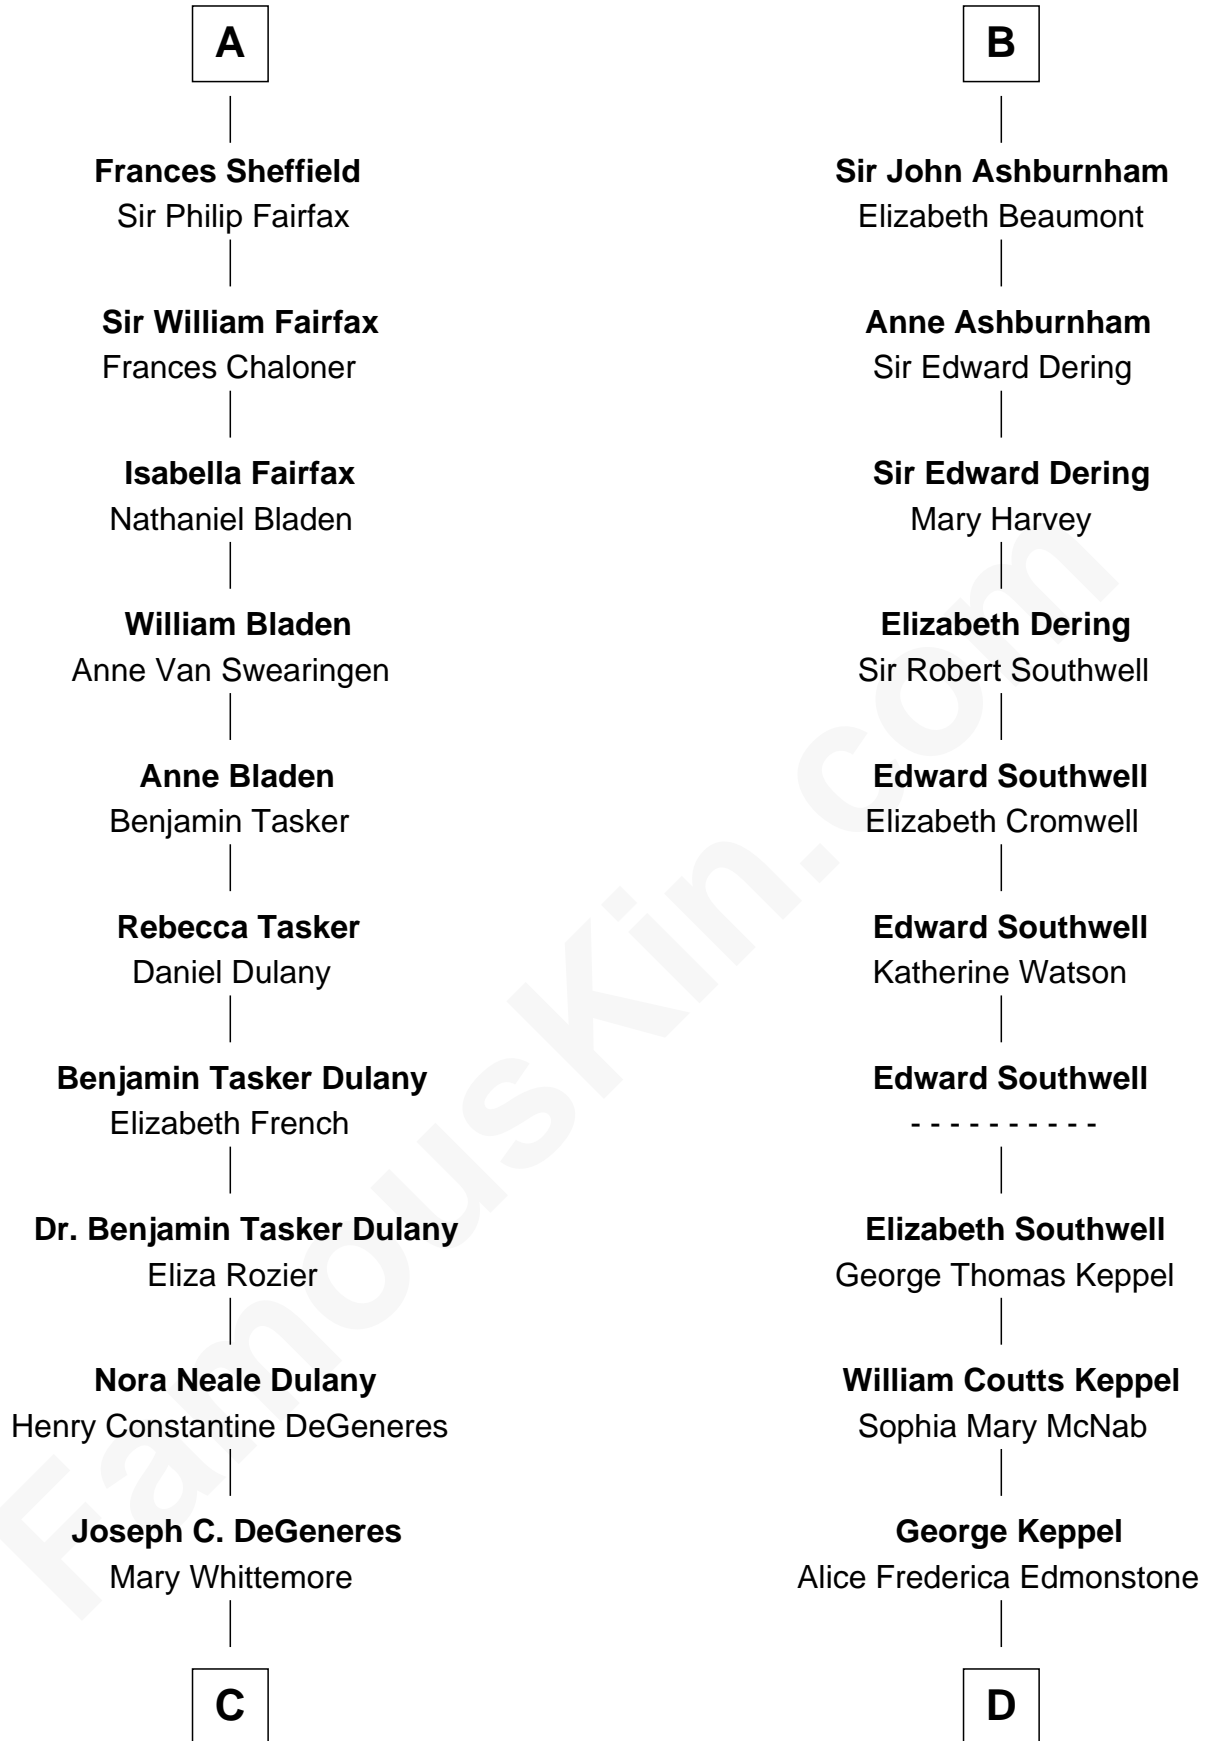 A
Frances Sheffield
Sir Philip Fairfax
Sir William Fairfax
Frances Chaloner
Isabella Fairfax
Nathaniel Bladen
William Bladen
Anne Van Swearingen
Anne Bladen
Benjamin Tasker
Rebecca Tasker
Daniel Dulany
Benjamin Tasker Dulany
Elizabeth French
Dr. Benjamin Tasker Dulany
Eliza Rozier
Nora Neale Dulany
Henry Constantine DeGeneres
Joseph C. DeGeneres
Mary Whittemore
C
B
Sir John Ashburnham
Elizabeth Beaumont
Anne Ashburnham
Sir Edward Dering
Sir Edward Dering
Mary Harvey
Elizabeth Dering
Sir Robert Southwell
Edward Southwell
Elizabeth Cromwell
Edward Southwell
Katherine Watson
Edward Southwell
- - - - - - - - - -
Elizabeth Southwell
George Thomas Keppel
William Coutts Keppel
Sophia Mary McNab
George Keppel
Alice Frederica Edmonstone
D
FamousKin.com